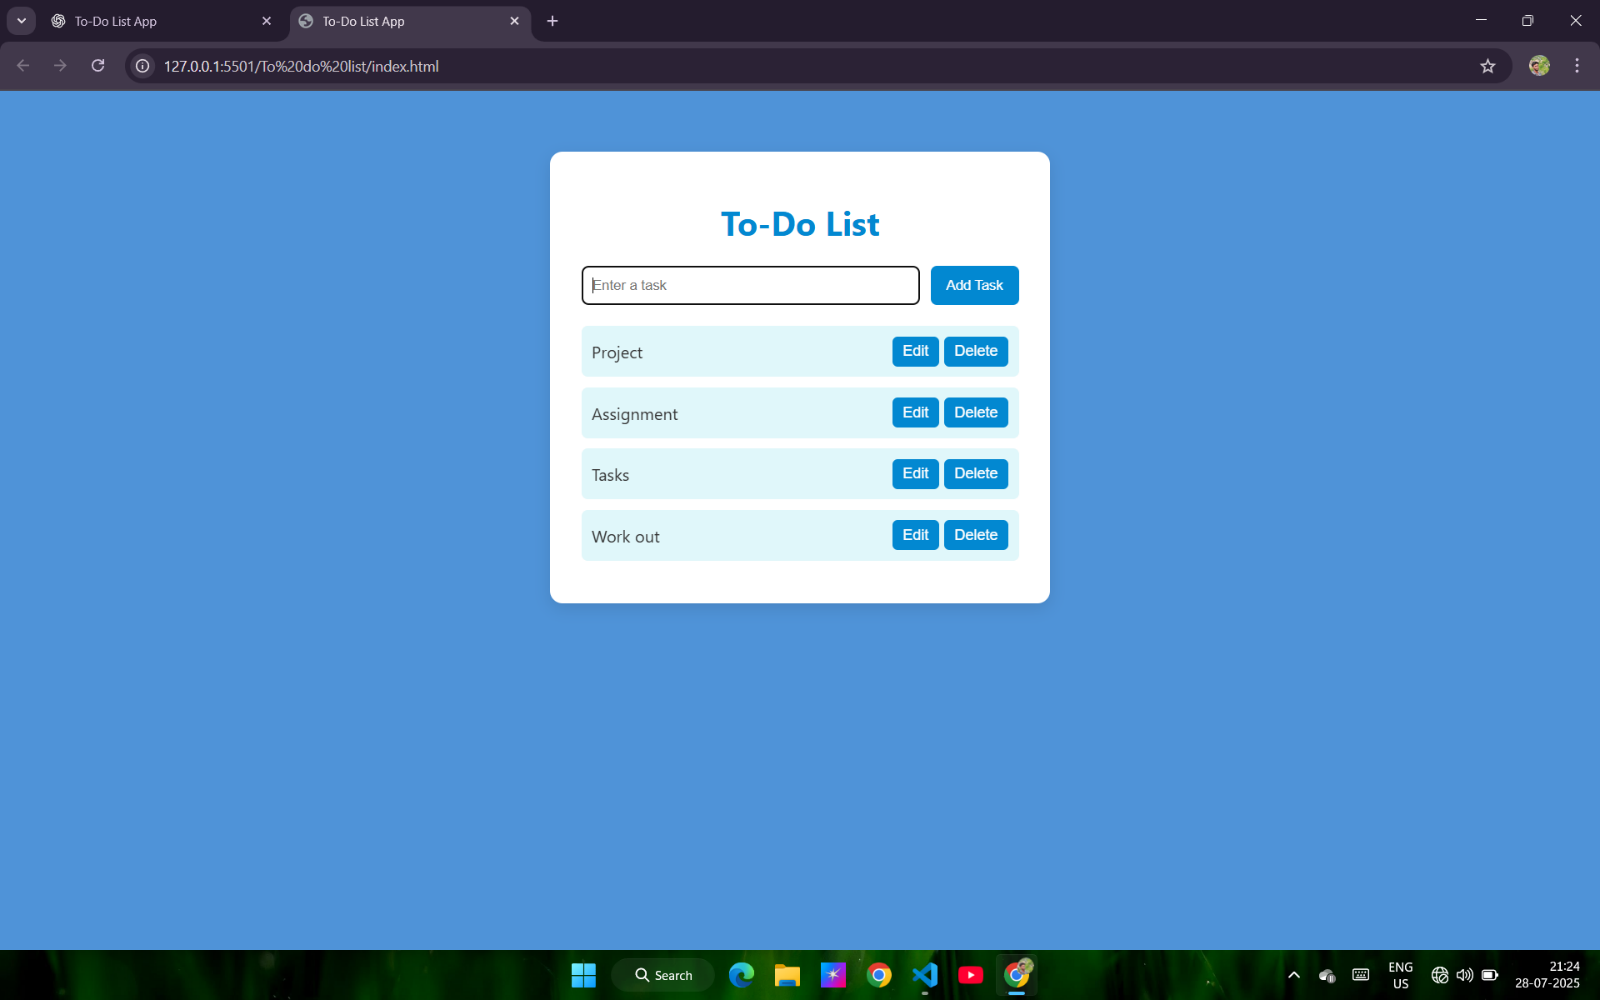 To-Do List App
To-Do List App
127.0.0.1:5501/To%20do%20list/index.html
To-Do List
Enter a task
Add Task
Project
Edit
Delete
Assignment
Edit
Delete
Tasks
Edit
Delete
Work out
Edit
Delete
Search
ENG
US
21:24
28-07-2025